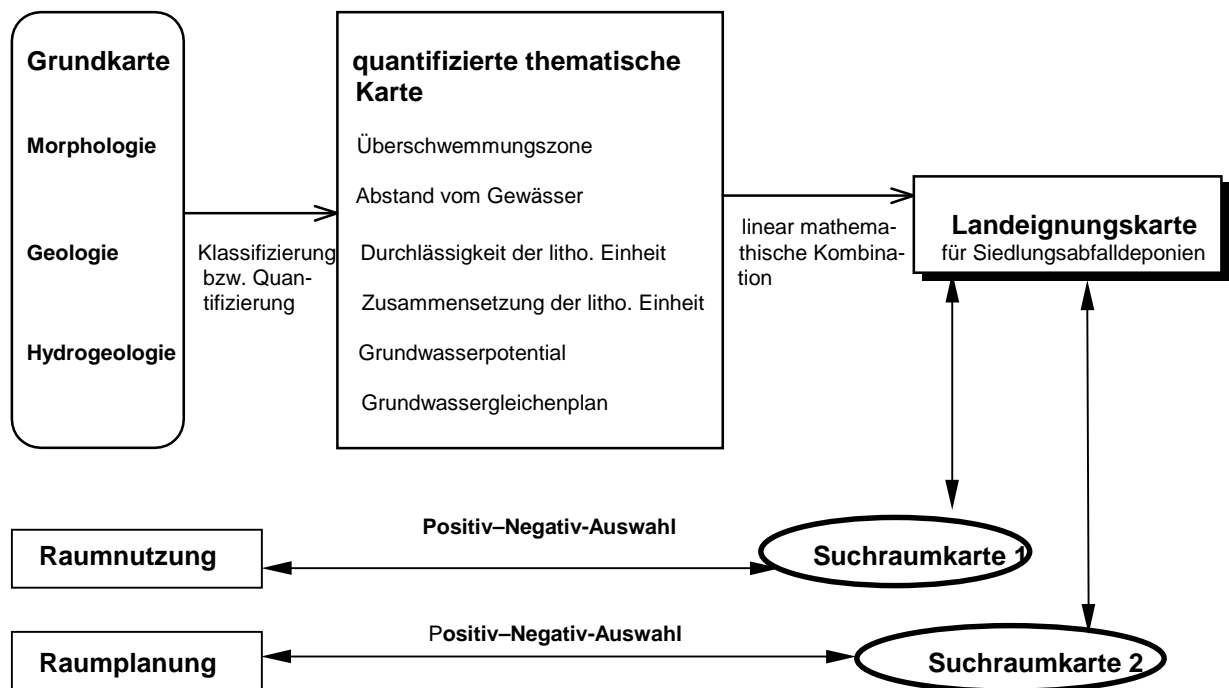 Grundkarte
Morphologie
Geologie
Hydrogeologie
Klassifizierung
bzw. Quan-
tifizierung
quantifizierte thematische
Karte
Überschwemmungszone
Abstand vom Gewässer
Durchlässigkeit der litho. Einheit
Zusammensetzung der litho. Einheit
Grundwasserpotential
Grundwassergleichenplan
linear mathema-
thische Kombina-
tion
Landeignungskarte
für Siedlungsabfalldeponien
Raumnutzung
Positiv–Negativ-Auswahl
Suchraumkarte 1
Raumplanung
Positiv–Negativ-Auswahl
Suchraumkarte 2